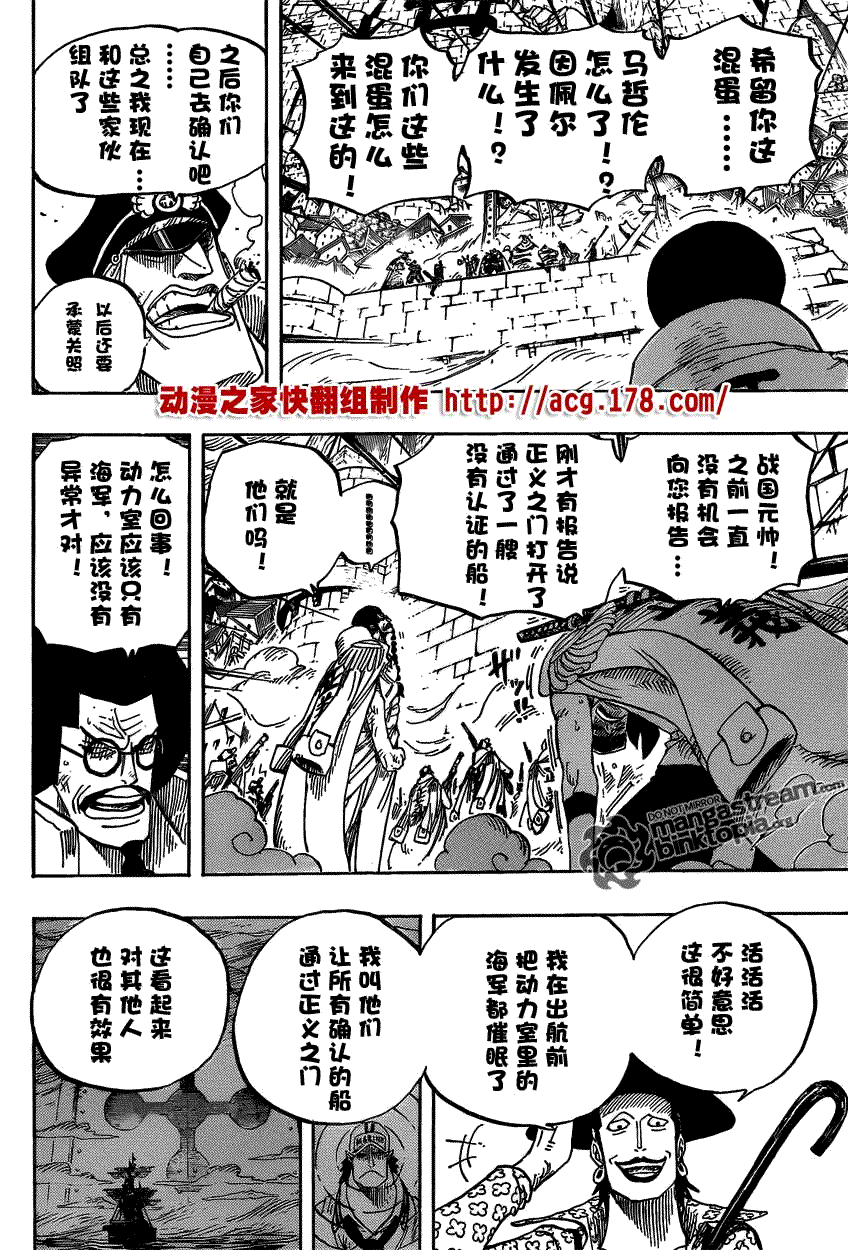 希留你这
混蛋……
马哲伦
怎么了！？
因佩尔
发生了
什么！？
你们这些
混蛋怎么
来到这的！
之后你们
自己去确认吧
……
总之我现在…
和这些家伙
组队了
以后还要
承蒙关照
动漫之家快翻组制作 http://acg.178.com/
战国元帅！
之前一直
没有机会
向您报告…
刚才有报告说
正义之门打开了
通过了一艘
没有认证的船！
…………
就是
他们吗！
怎么回事！
动力室应该只有
海军，应该没有
异常才对！
DO NOT MIRROR
mangastream.com
binktopia.org
活活活
不好意思
这很简单！
我在出航前
把动力室里的
海军都催眠了
我叫他们
让所有确认的船
通过正义之门
MARINE
这看起来
对其他人
也很有效果